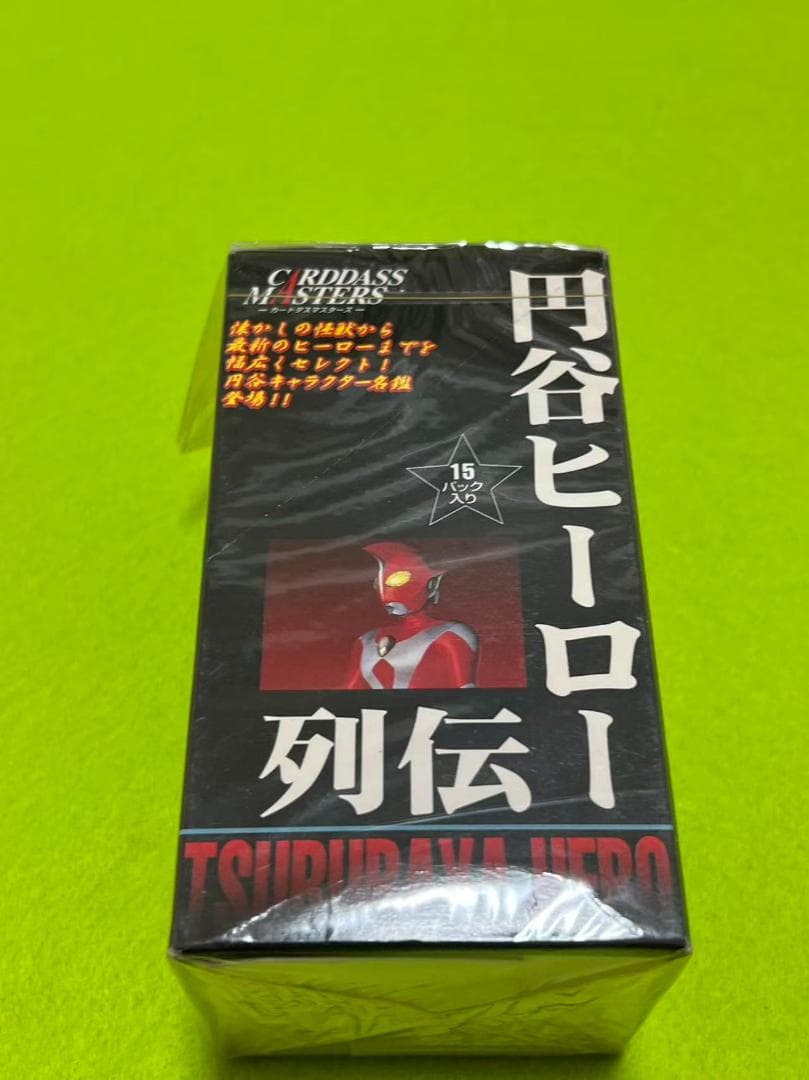 CARDDASS
MASTERS
ーカードダスマスターズー
懐かしの怪獣から
最新のヒーローまでを
幅広くセレクト!
円谷キャラクター名鑑
登場!!
円谷ヒーロー
15
パック
入り
列伝
TSUBURAYA HERO